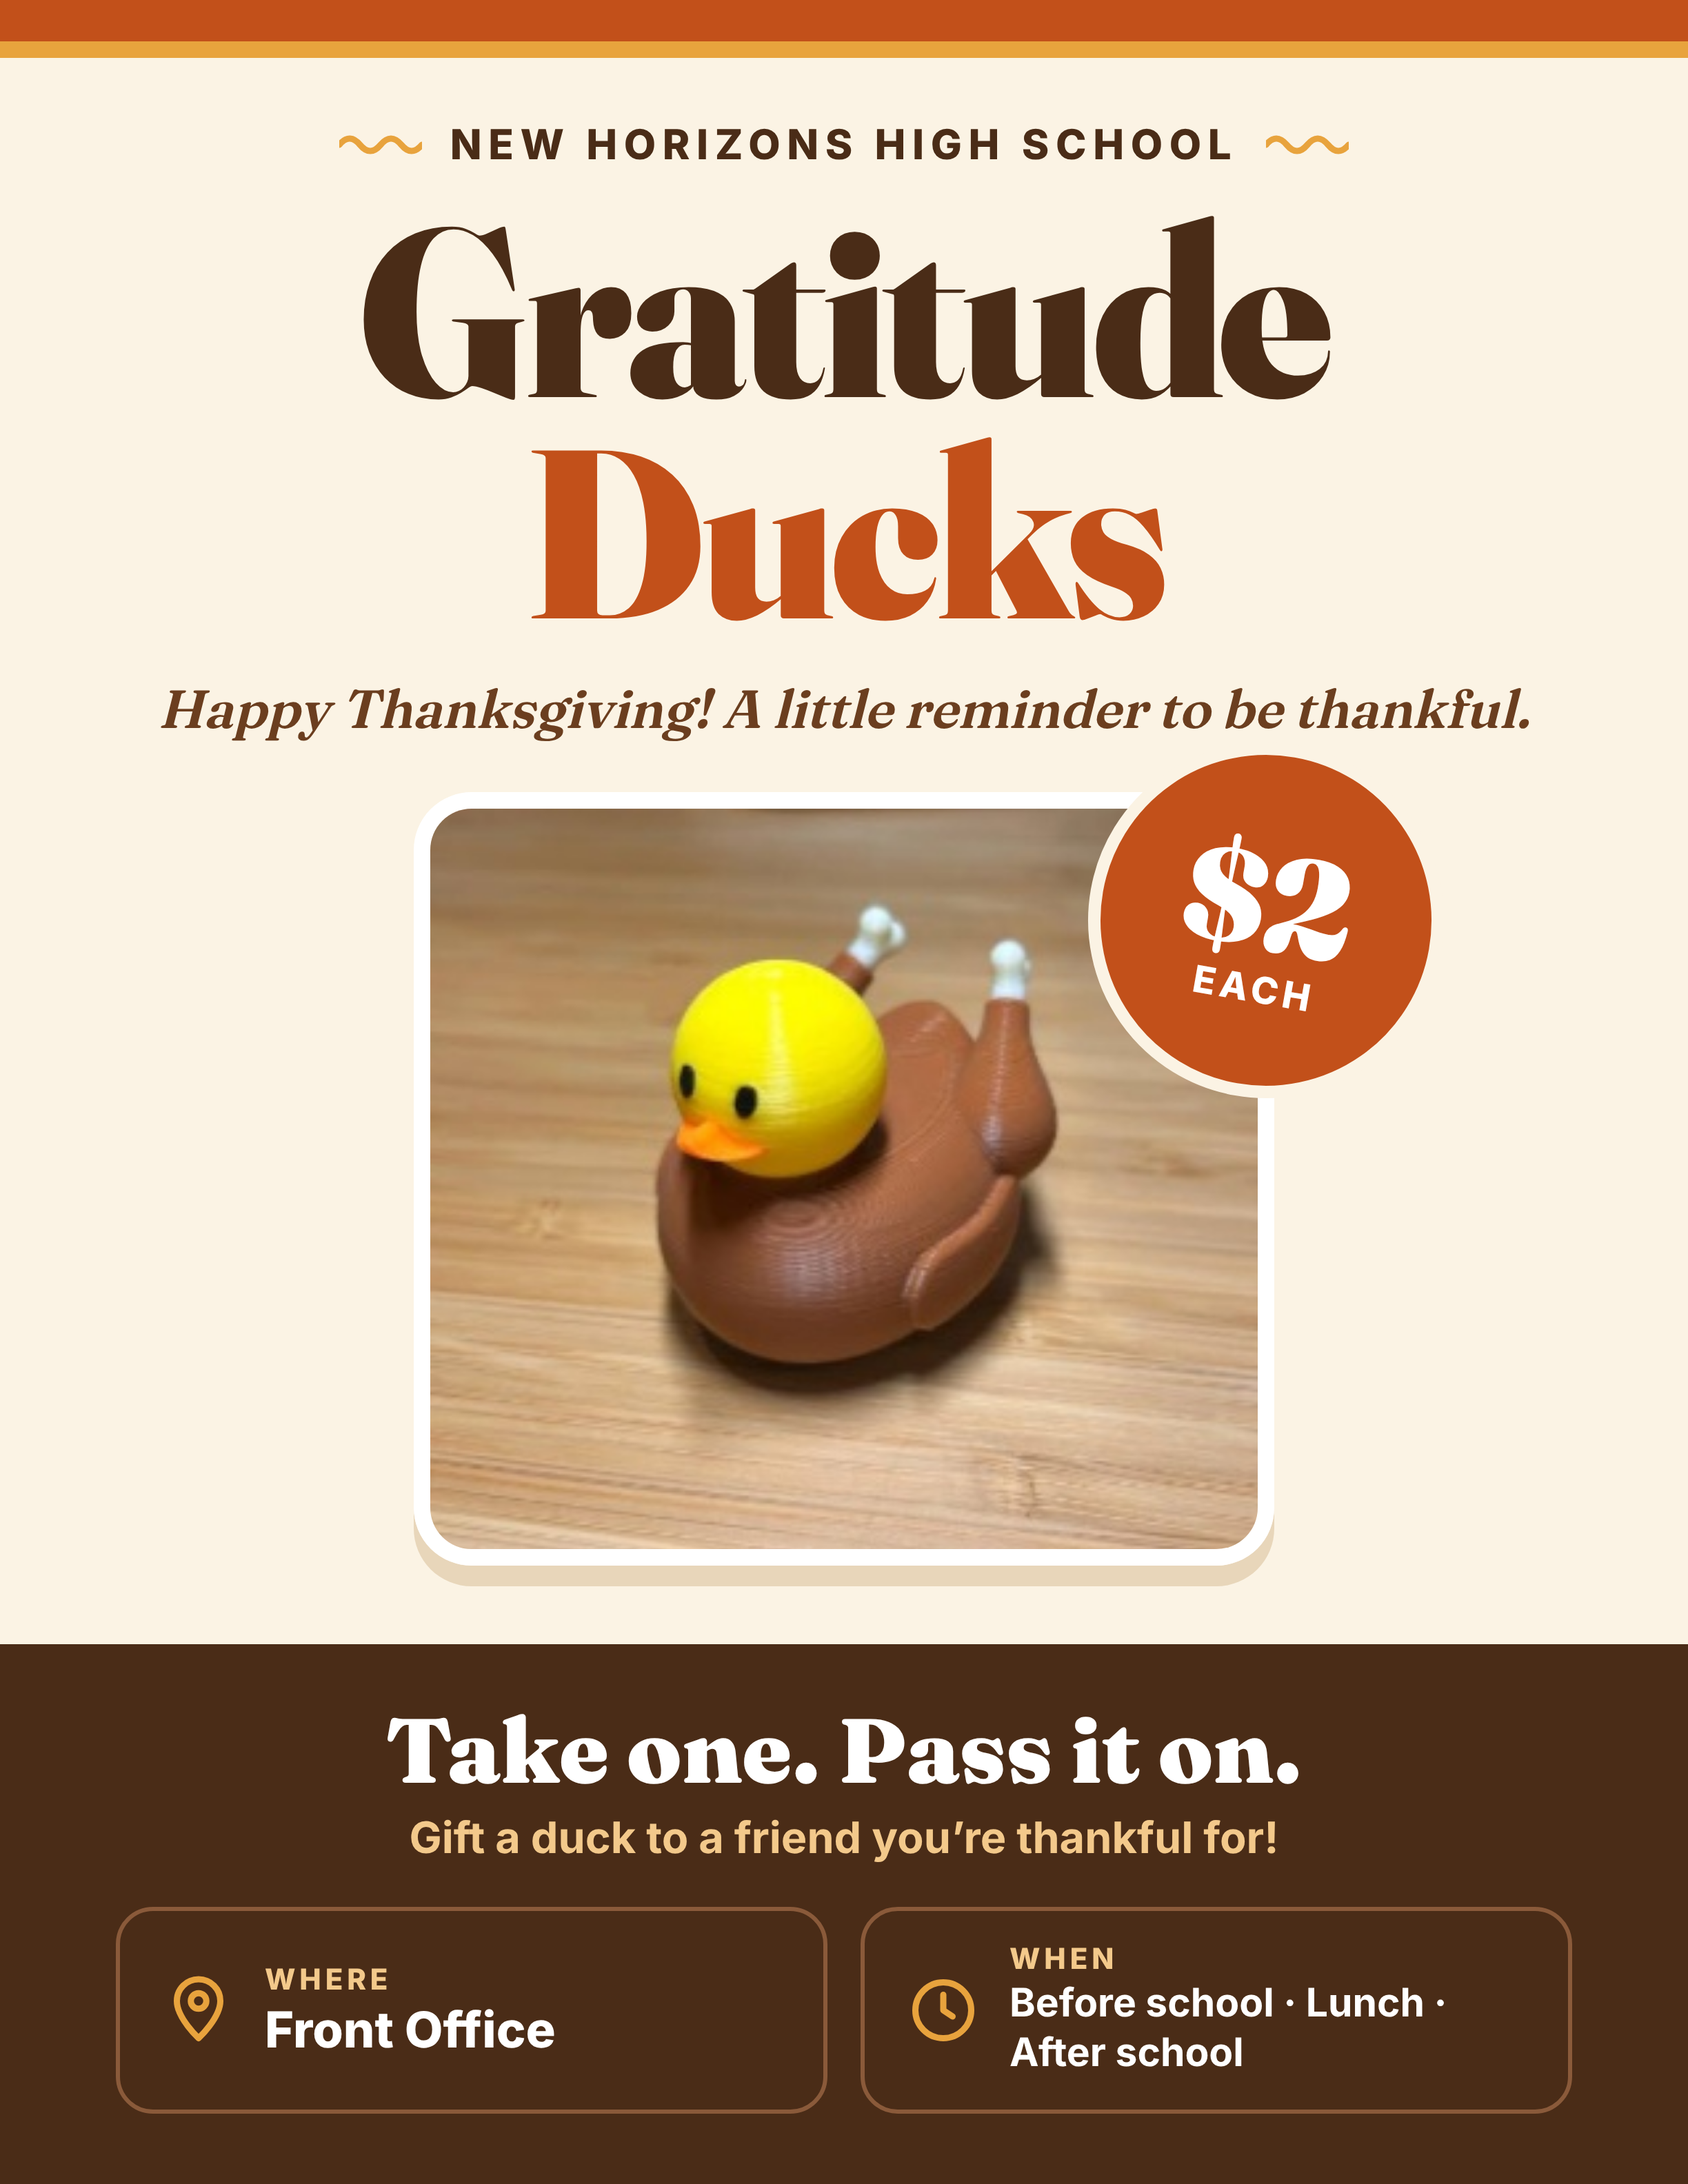 NEW HORIZONS HIGH SCHOOL
Gratitude
Ducks
Happy Thanksgiving! A little reminder to be thankful.
$2
EACH
Take one. Pass it on.
Gift a duck to a friend you’re thankful for!
WHERE
Front Office
WHEN
Before school · Lunch ·
After school